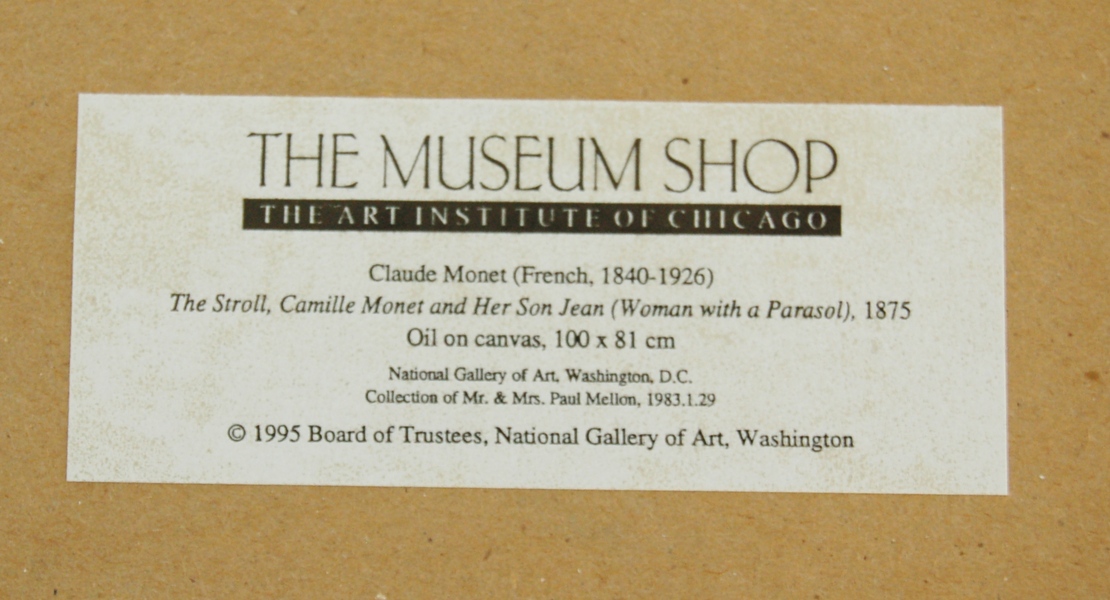 THE MUSEUM SHOP
THE ART INSTITUTE OF CHICAGO
Claude Monet (French, 1840-1926)
The Stroll, Camille Monet and Her Son Jean (Woman with a Parasol), 1875
Oil on canvas, 100 x 81 cm
National Gallery of Art, Washington, D.C.
Collection of Mr. & Mrs. Paul Mellon, 1983.1.29
© 1995 Board of Trustees, National Gallery of Art, Washington